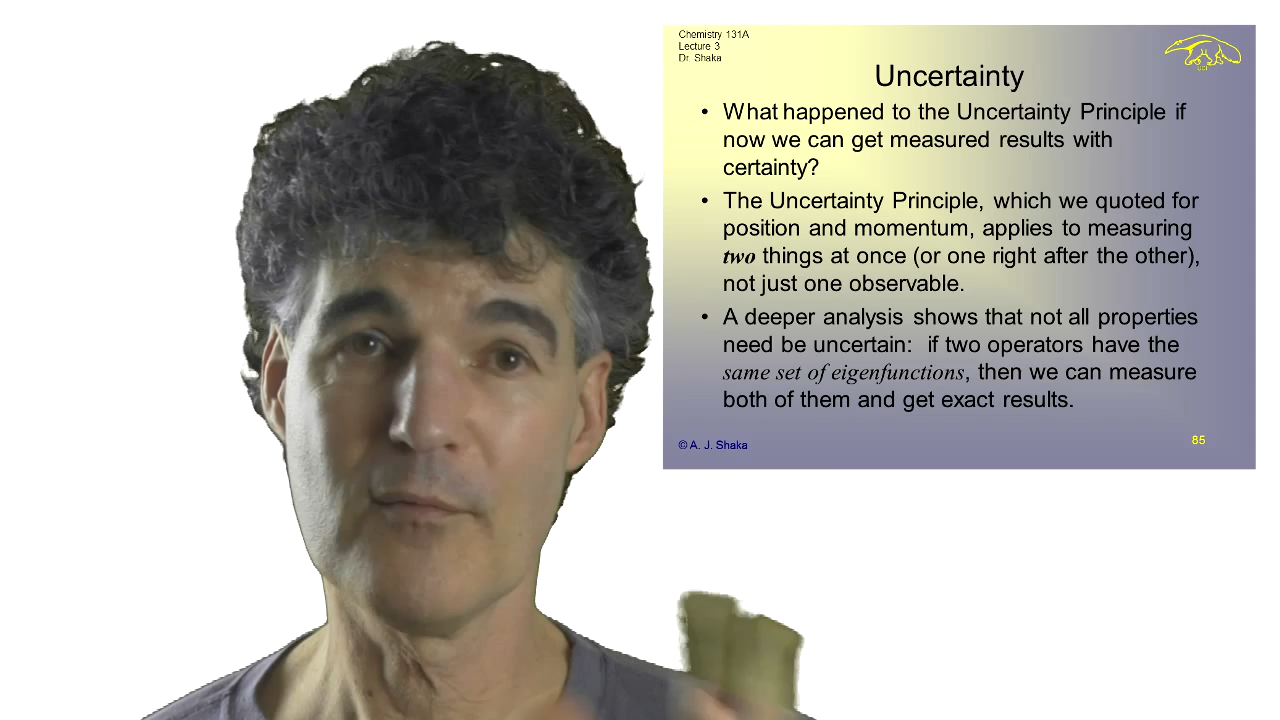 Chemistry 131A
Lecture 3
Dr. Shaka
UCI
Uncertainty
• What happened to the Uncertainty Principle if
now we can get measured results with
certainty?
• The Uncertainty Principle, which we quoted for
position and momentum, applies to measuring
two things at once (or one right after the other),
not just one observable.
• A deeper analysis shows that not all properties
need be uncertain: if two operators have the
same set of eigenfunctions, then we can measure
both of them and get exact results.
© A. J. Shaka
85